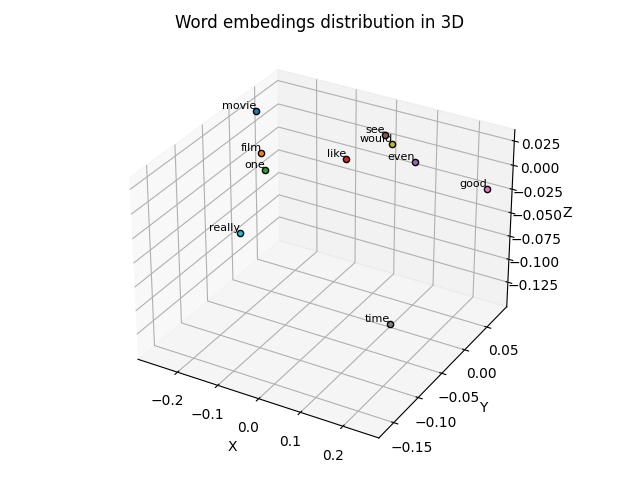 Word embedings distribution in 3D
movie
film
one
really
like
see
would
even
good
time
0.025
0.000
−0.025
−0.050
−0.075
−0.100
−0.125
Z
0.05
0.00
−0.05
−0.10
−0.15
Y
−0.2
−0.1
0.0
0.1
0.2
X